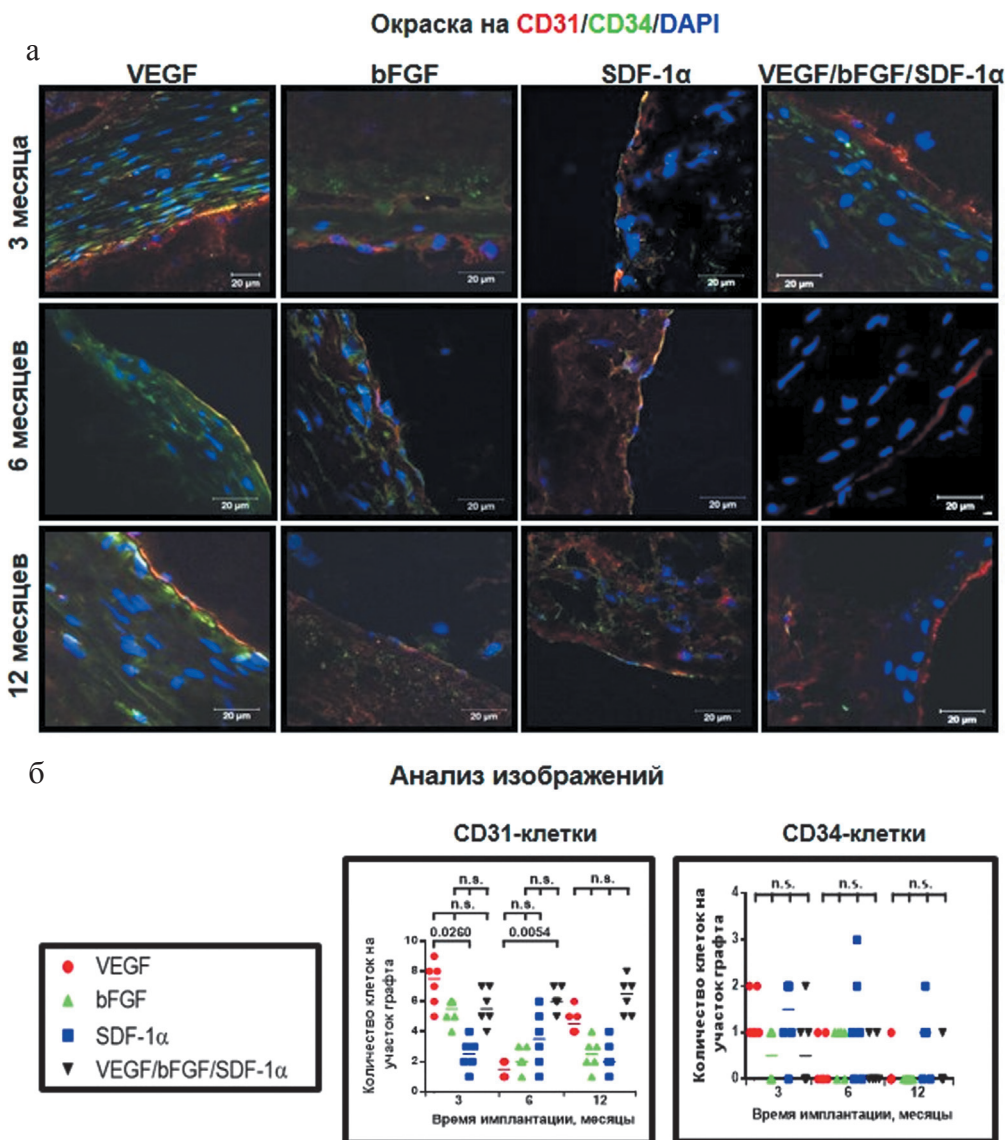 Окраска на CD31/CD34/DAPI
а
VEGF bFGF SDF-1α VEGF/bFGF/SDF-1α
3 месяца
20 µm 20 µm 20 µm 20 µm
6 месяцев
20 µm 20 µm 20 µm 20 µm
12 месяцев
20 µm 20 µm 20 µm 20 µm
б
Анализ изображений
VEGF
bFGF
SDF-1α
VEGF/bFGF/SDF-1α
CD31-клетки
Количество клеток на
участок графта
n.s. n.s.
n.s. n.s. n.s.
0.0260 0.0054
10
8
6
4
2
0
3 6 12
Время имплантации, месяцы
CD34-клетки
Количество клеток на
участок графта
n.s. n.s. n.s.
4
3
2
1
0
3 6 12
Время имплантации, месяцы